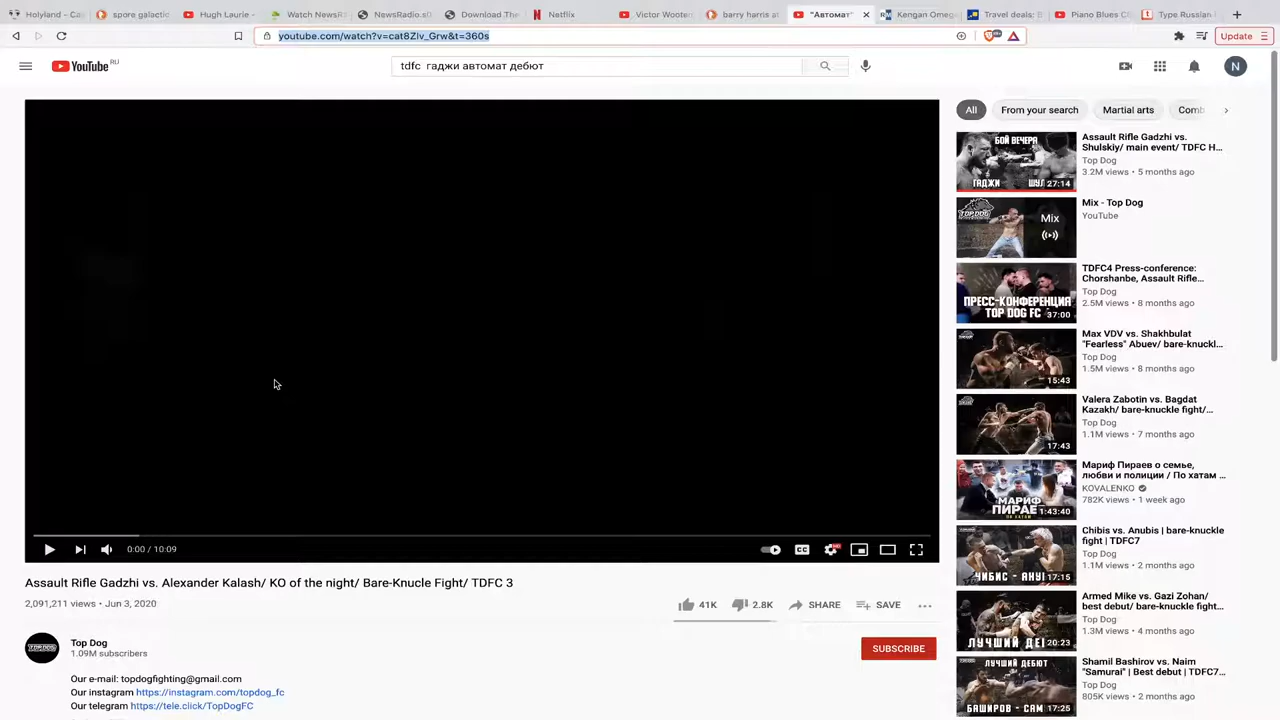 Holyland - Cal
spore galactic
Hugh Laurie -
Watch NewsR
NewsRadio.s0
Download The
Netflix
Victor Wooten
barry harris at
"Автомат"
Kengan Omeg
Travel deals: B
Piano Blues C
Type Russian l
youtube.com/watch?v=cat8ZIv_Grw&t=360s
Update
YouTube RU
tdfc гаджи автомат дебют
N
0:00 / 10:09
CC
HD
Assault Rifle Gadzhi vs. Alexander Kalash/ KO of the night/ Bare-Knucle Fight/ TDFC 3
2,091,211 views • Jun 3, 2020
41K
2.8K
SHARE
SAVE
Top Dog
1.09M subscribers
SUBSCRIBE
Our e-mail: topdogfighting@gmail.com
Our instagram https://instagram.com/topdog_fc
Our telegram https://tele.click/TopDogFC
All
From your search
Martial arts
Comb
БОЙ ВЕЧЕРА
ГАДЖИ
ШУЛ
27:14
Assault Rifle Gadzhi vs.
Shulskiy/ main event/ TDFC H...
Top Dog
3.2M views • 5 months ago
TOP DOG
Mix
Mix - Top Dog
YouTube
ПРЕСС-КОНФЕРЕНЦИЯ
TOP DOG FC
37:00
TDFC4 Press-conference:
Chorshanbe, Assault Rifle...
Top Dog
2.5M views • 8 months ago
15:43
Max VDV vs. Shakhbulat
"Fearless" Abuev/ bare-knuckl...
Top Dog
1.5M views • 8 months ago
17:43
Valera Zabotin vs. Bagdat
Kazakh/ bare-knuckle fight/...
Top Dog
1.1M views • 7 months ago
МАРИФ
ПИРАЕ
1:43:40
Мариф Пираев о семье,
любви и полиции / По хатам ...
KOVALENKO
782K views • 1 week ago
ЧИБИС - АНУ
17:15
Chibis vs. Anubis | bare-knuckle
fight | TDFC7
Top Dog
1.1M views • 2 months ago
ЛУЧШИЙ ДЕ
20:23
Armed Mike vs. Gazi Zohan/
best debut/ bare-knuckle fight...
Top Dog
1.3M views • 4 months ago
ЛУЧШИЙ ДЕБЮТ
БАШИРОВ - САМ
17:25
Shamil Bashirov vs. Naim
"Samurai" | Best debut | TDFC7...
Top Dog
805K views • 2 months ago